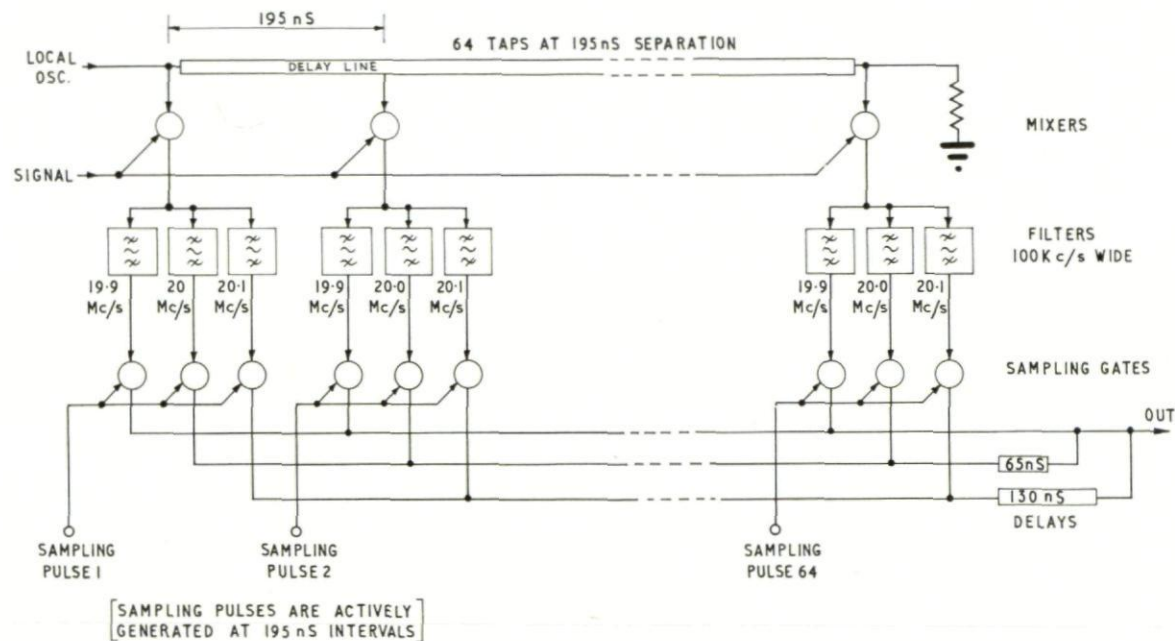 195 nS
64 TAPS AT 195nS SEPARATION
LOCAL
OSC.
DELAY LINE
MIXERS
SIGNAL
FILTERS
100K c/s WIDE
19·9
Mc/s
20
Mc/s
20·1
Mc/s
19·9
Mc/s
20·0
Mc/s
20·1
Mc/s
19·9
Mc/s
20·0
Mc/s
20·1
Mc/s
SAMPLING GATES
OUT
65nS
130 nS
DELAYS
SAMPLING
PULSE 1
SAMPLING
PULSE 2
SAMPLING
PULSE 64
[SAMPLING PULSES ARE ACTIVELY
GENERATED AT 195 nS INTERVALS]